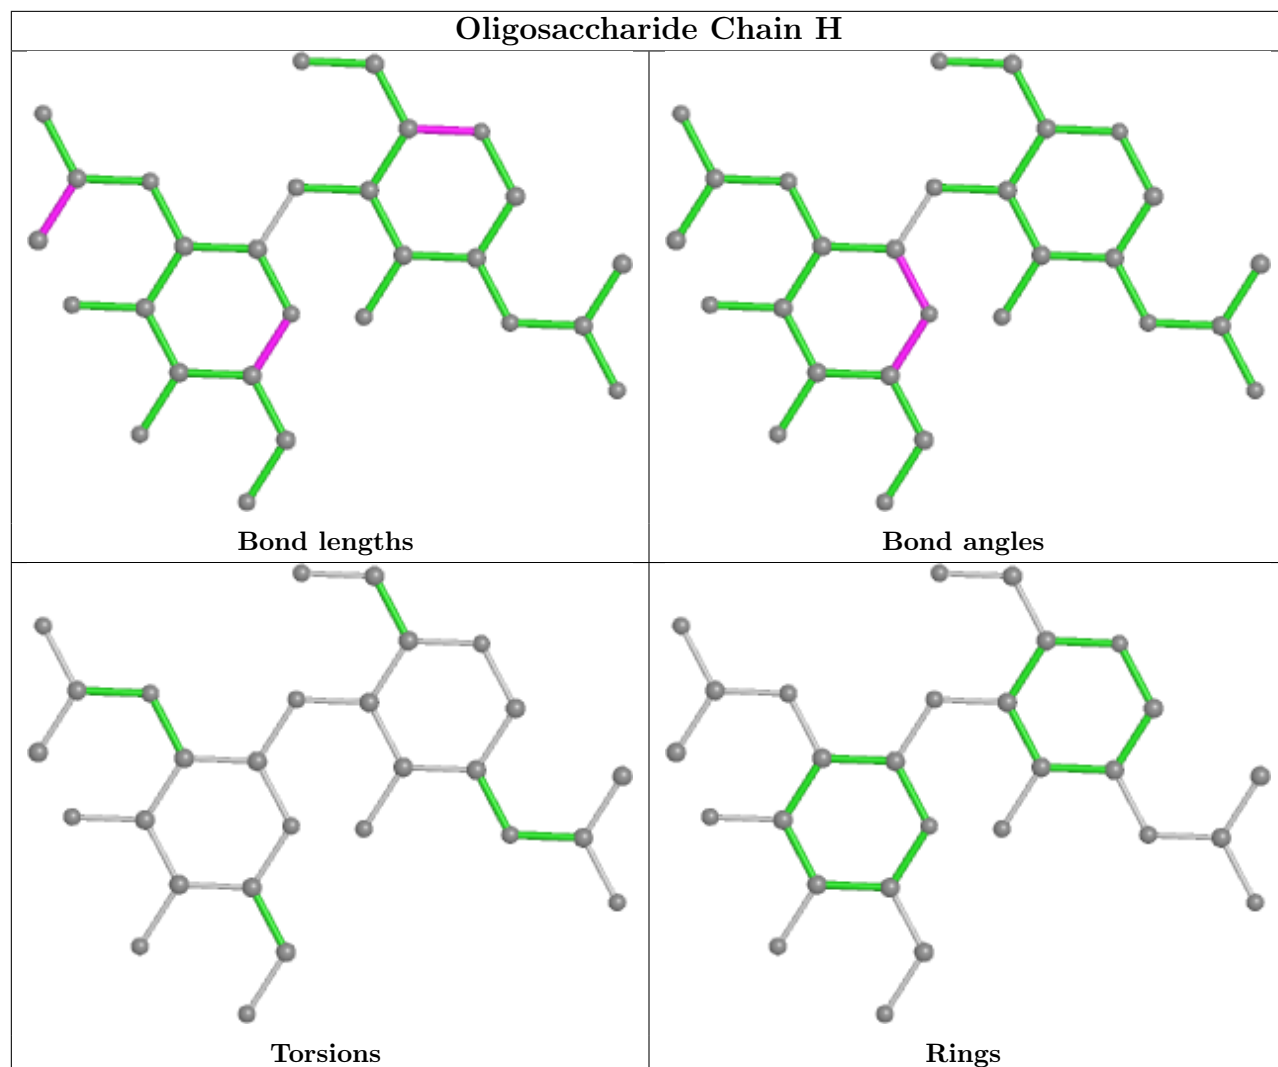 Oligosaccharide Chain H
Bond lengths
Bond angles
Torsions
Rings